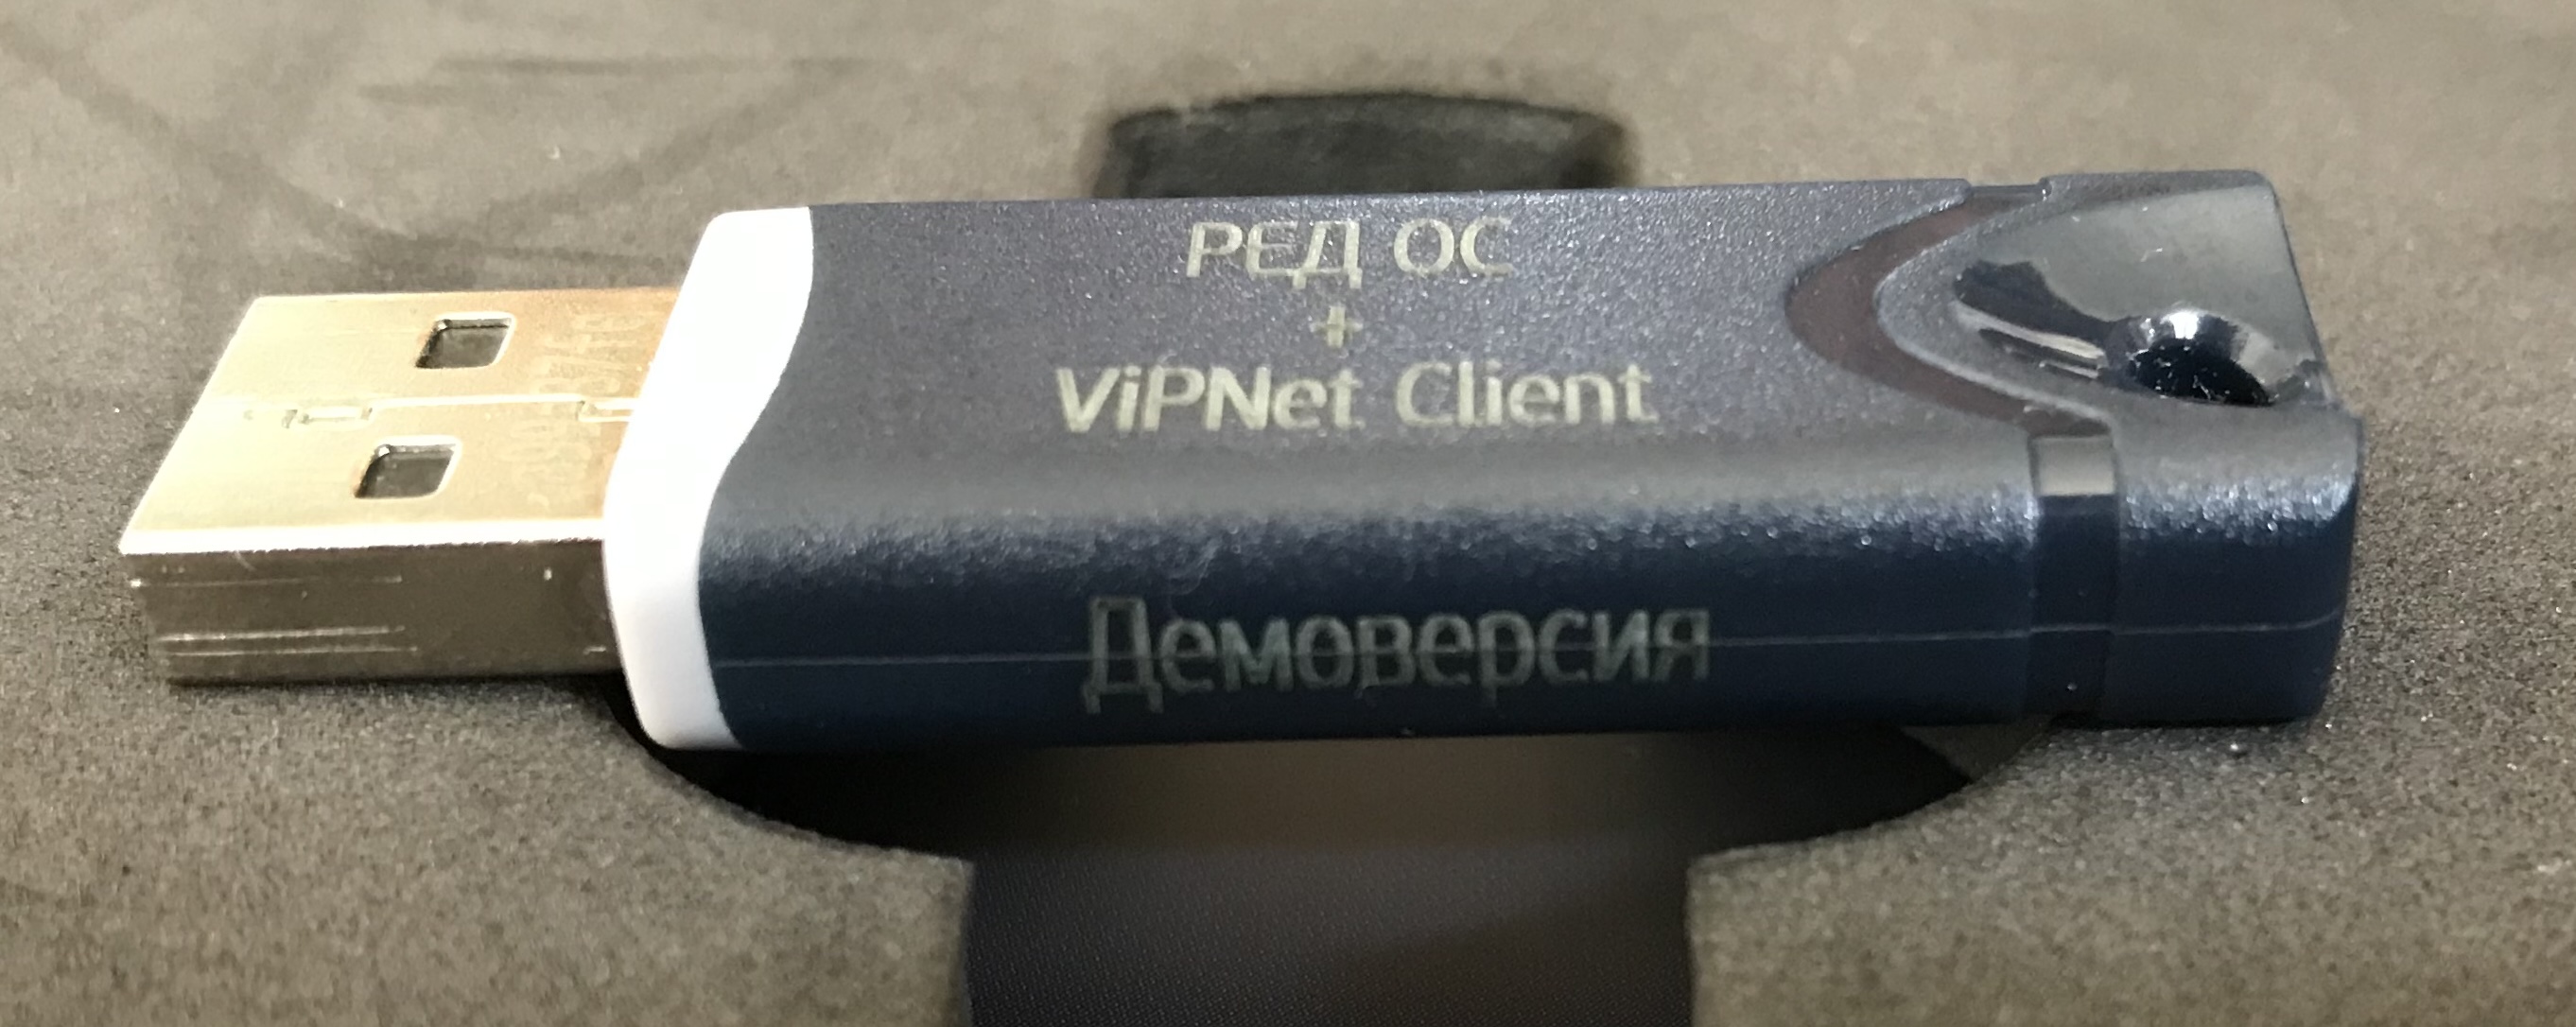 РЕД ОС
+
ViPNet Client
Демоверсия